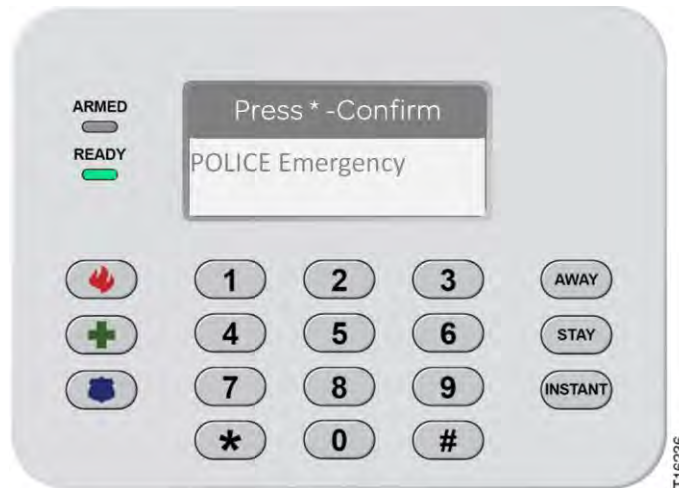 ARMED
READY
Press * -Confirm
POLICE Emergency
1 2 3 AWAY
4 5 6 STAY
7 8 9 INSTANT
* 0 #
T16236